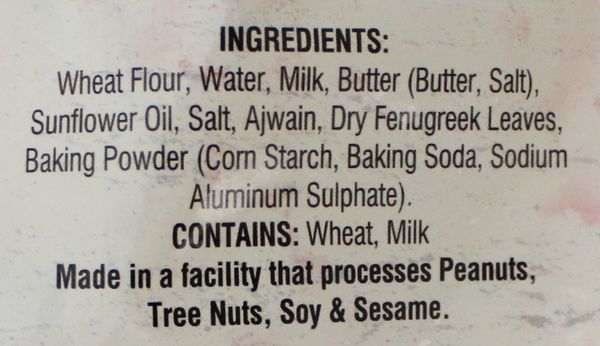 INGREDIENTS:
Wheat Flour, Water, Milk, Butter (Butter, Salt),
Sunflower Oil, Salt, Ajwain, Dry Fenugreek Leaves,
Baking Powder (Corn Starch, Baking Soda, Sodium
Aluminum Sulphate).
CONTAINS: Wheat, Milk
Made in a facility that processes Peanuts,
Tree Nuts, Soy & Sesame.